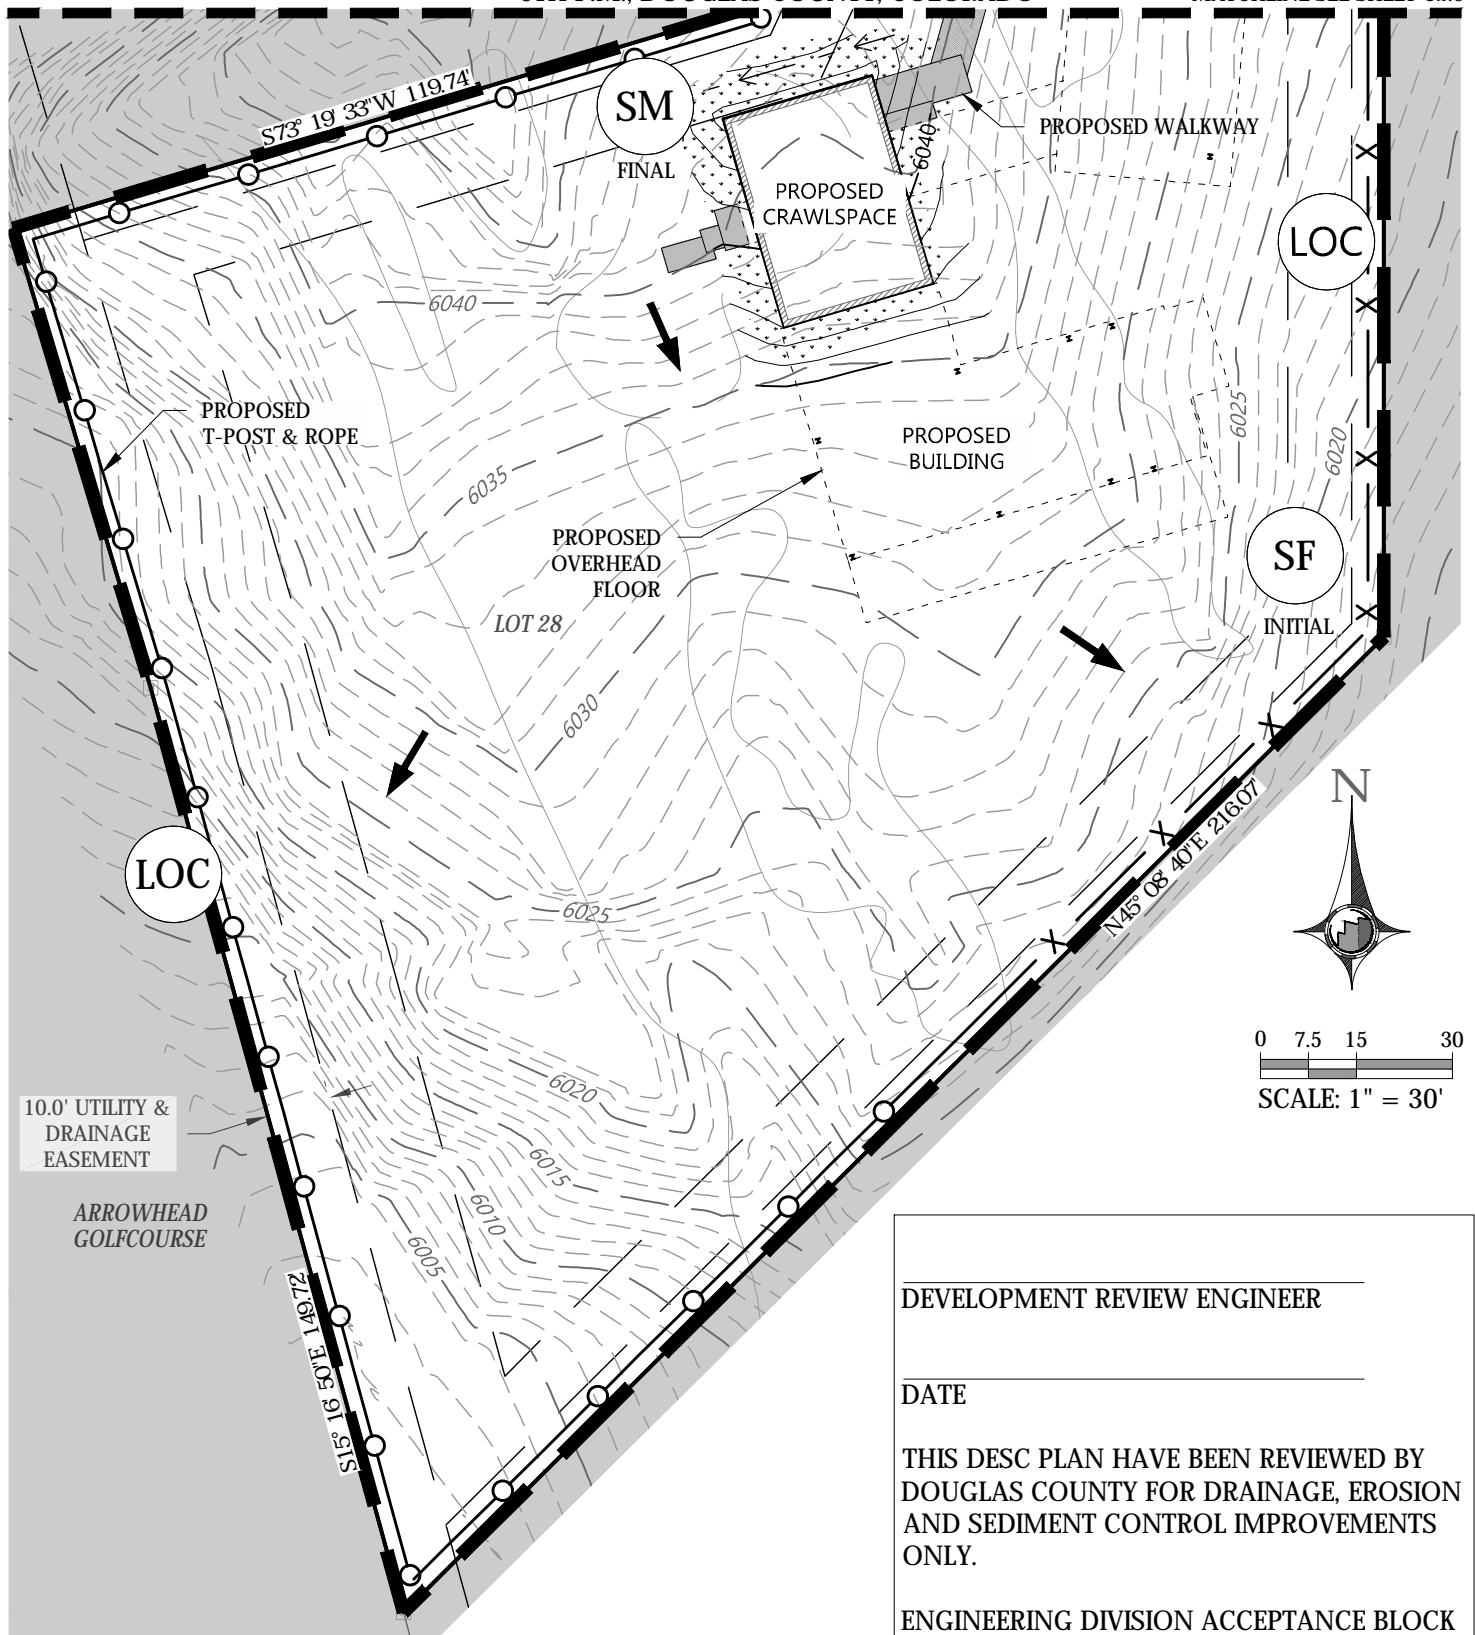 S73° 19' 33"W 119.74'
SM
FINAL
PROPOSED WALKWAY
6040
PROPOSED
CRAWLSPACE
LOC
6040
PROPOSED
T-POST & ROPE
6035
PROPOSED
BUILDING
6025
6020
PROPOSED
OVERHEAD
FLOOR
SF
INITIAL
LOT 28
6030
N
LOC
N45° 08' 40"E 216.07'
6025
0 7.5 15 30
SCALE: 1" = 30'
6020
10.0' UTILITY &
DRAINAGE
EASEMENT
6015
6010
6005
ARROWHEAD
GOLFCOURSE
S15° 16' 50"E 149.72'
DEVELOPMENT REVIEW ENGINEER
DATE
THIS DESC PLAN HAVE BEEN REVIEWED BY
DOUGLAS COUNTY FOR DRAINAGE, EROSION
AND SEDIMENT CONTROL IMPROVEMENTS
ONLY.
ENGINEERING DIVISION ACCEPTANCE BLOCK